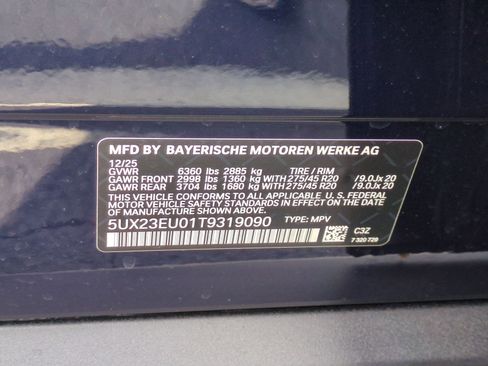 MFD BY BAYERISCHE MOTOREN WERKE AG
12/25
GVWR 6360 lbs 2885 kg TIRE / RIM
GAWR FRONT 2998 lbs 1360 kg WITH 275/45 R20 / 9.0Jx 20
GAWR REAR 3704 lbs 1680 kg WITH 275/45 R20 / 9.0Jx 20
THIS VEHICLE CONFORMS TO ALL APPLICABLE U. S. FEDERAL
MOTOR VEHICLE SAFETY STANDARDS IN EFFECT ON THE DATE
OF MANUFACTURE SHOWN ABOVE.
5UX23EU01T9319090 TYPE: MPV
C3Z
7 320 729